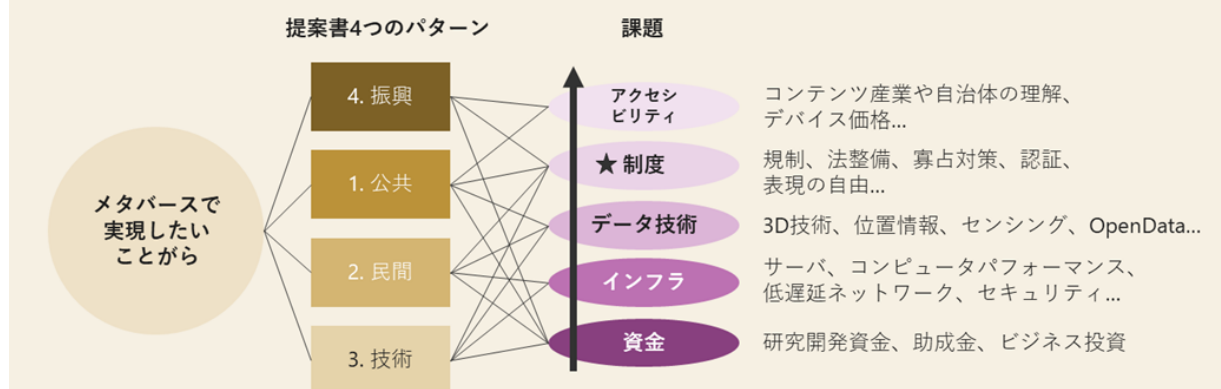 提案書4つのパターン
課題
メタバースで
実現したい
ことがら
4. 振興
1. 公共
2. 民間
3. 技術
アクセシ
ビリティ
コンテンツ産業や自治体の理解、
デバイス価格...
★制度
規制、法整備、寡占対策、認証、
表現の自由...
データ技術
3D技術、位置情報、センシング、OpenData...
インフラ
サーバ、コンピュータパフォーマンス、
低遅延ネットワーク、セキュリティ...
資金
研究開発資金、助成金、ビジネス投資